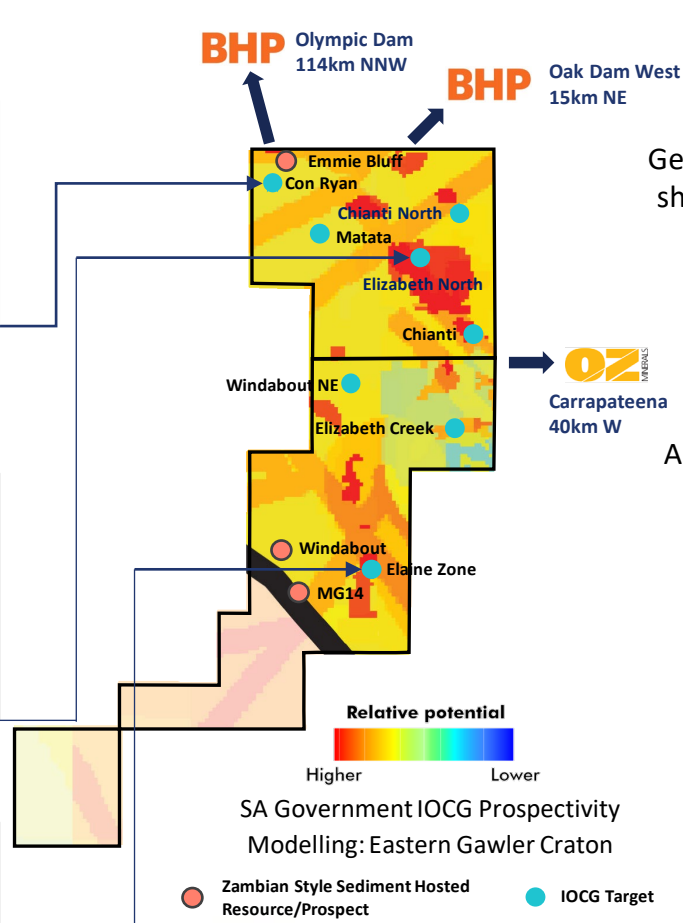 BHP
Olympic Dam
114km NNW
BHP
Oak Dam West
15km NE
Ge
sh
Emmie Bluff
Con Ryan
Chianti North
Matata
Elizabeth North
Chianti
OZ
MINERALS
Carrapateena
40km W
Windabout NE
Elizabeth Creek
A
Windabout
Elaine Zone
MG14
Relative potential
Higher
Lower
SA Government IOCG Prospectivity
Modelling: Eastern Gawler Craton
Zambian Style Sediment Hosted
Resource/Prospect
IOCG Target